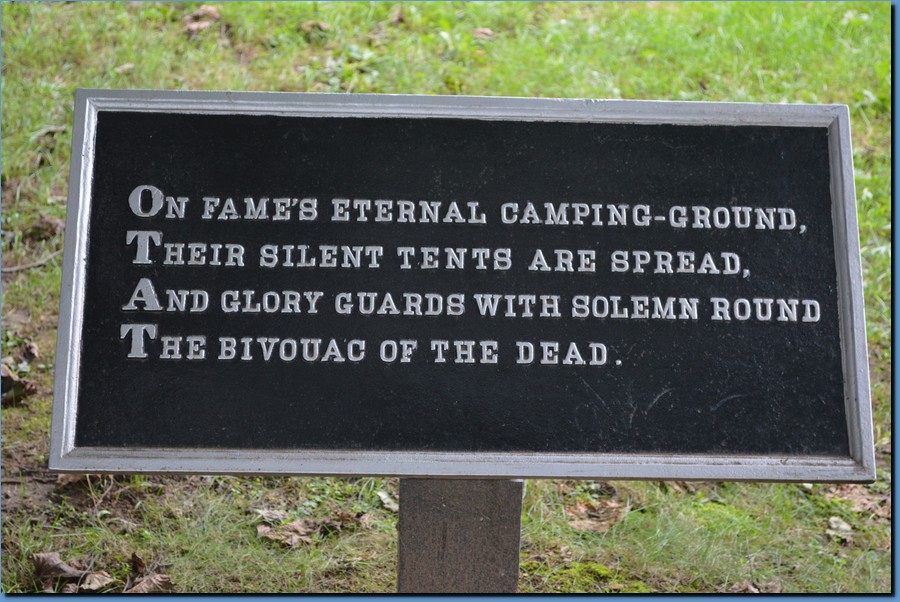 On fame's eternal camping-ground,
Their silent tents are spread,
And glory guards with solemn round
The bivouac of the dead.